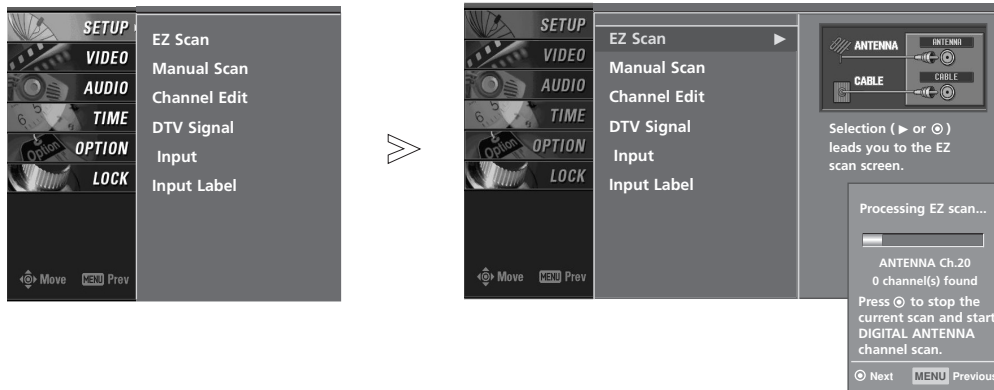 SETUP
VIDEO
AUDIO
TIME
OPTION
LOCK
Move MENU Prev
EZ Scan
Manual Scan
Channel Edit
DTV Signal
Input
Input Label
SETUP
VIDEO
AUDIO
TIME
OPTION
LOCK
Move MENU Prev
EZ Scan ▶
Manual Scan
Channel Edit
DTV Signal
Input
Input Label
ANTENNA ANTENNA
CABLE CABLE
Selection ( ▶ or ⊙ )
leads you to the EZ
scan screen.
Processing EZ scan...
ANTENNA Ch.20
0 channel(s) found
Press ⊙ to stop the
current scan and start
DIGITAL ANTENNA
channel scan.
⊙ Next MENU Previous